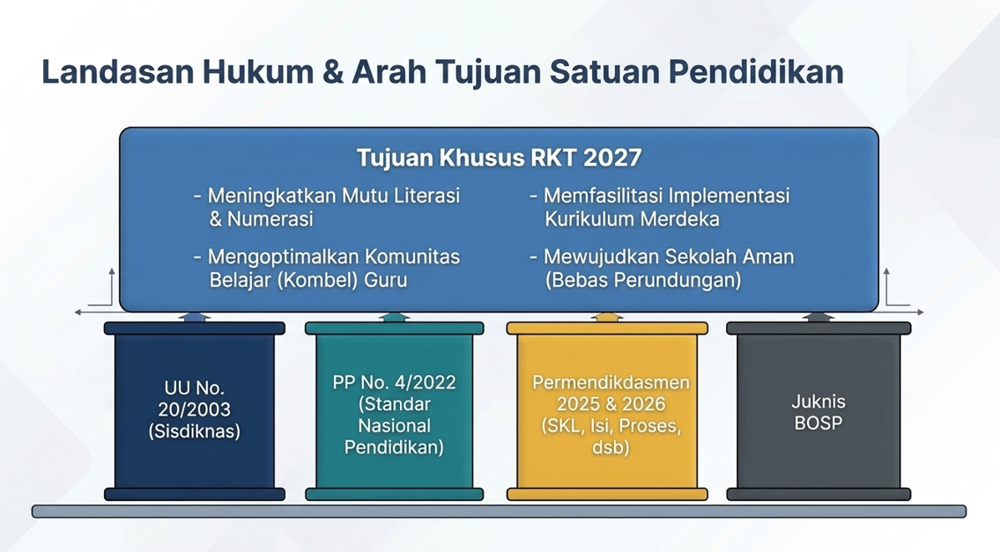 Landasan Hukum & Arah Tujuan Satuan Pendidikan
Tujuan Khusus RKT 2027
- Meningkatkan Mutu Literasi
& Numerasi
- Mengoptimalkan Komunitas
Belajar (Kombel) Guru
- Memfasilitasi Implementasi
Kurikulum Merdeka
- Mewujudkan Sekolah Aman
(Bebas Perundungan)
UU No.
20/2003
(Sisdiknas)
PP No. 4/2022
(Standar
Nasional
Pendidikan)
Permendikdasmen
2025 & 2026
(SKL, Isi, Proses,
dsb)
Juknis
BOSP